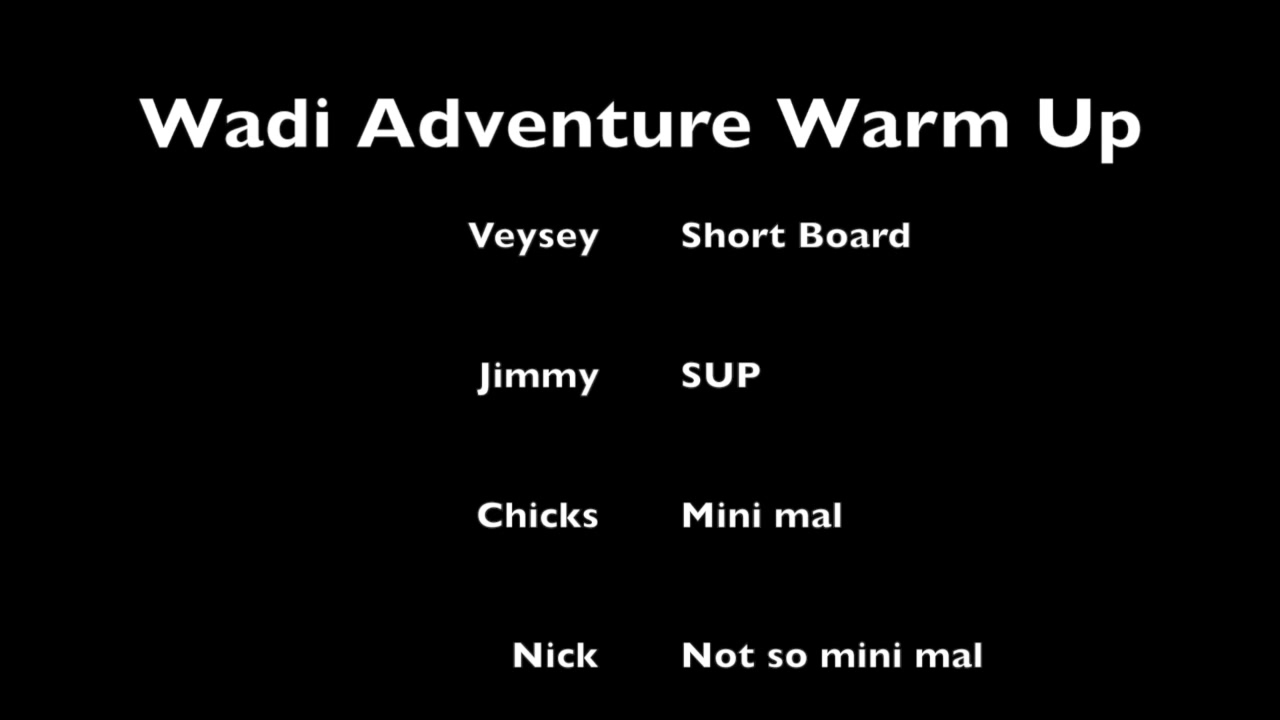 Wadi Adventure Warm Up
Veysey Short Board
Jimmy SUP
Chicks Mini mal
Nick Not so mini mal